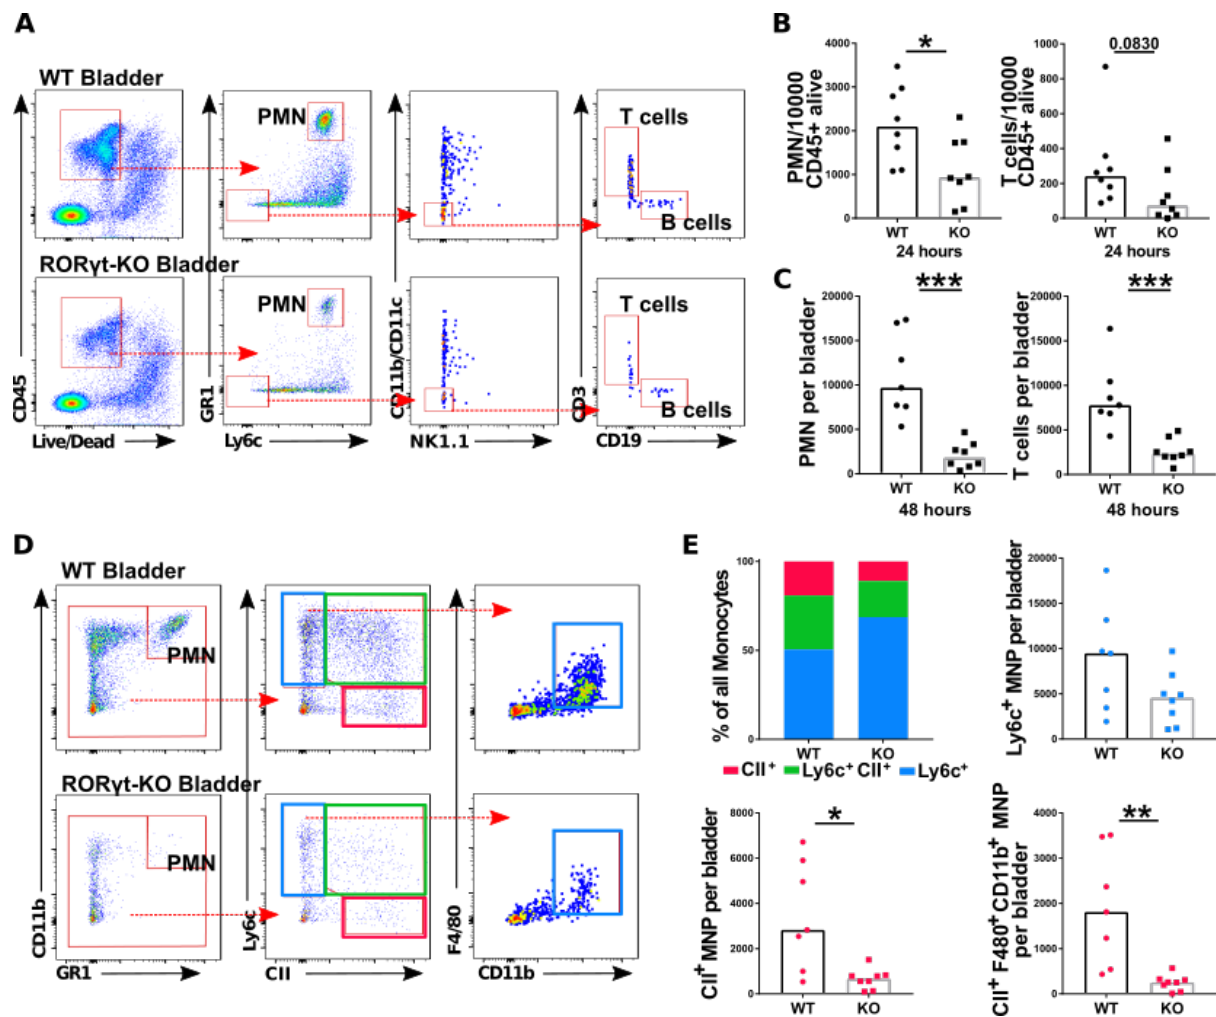 A
WT Bladder
CD45
GR1
CD11b/CD11c
CD3
PMN
T cells
B cells
RORγt-KO Bladder
PMN
T cells
B cells
Live/Dead
Ly6c
NK1.1
CD19
B
PMN/10000
CD45+ alive
4000
3000
2000
1000
0
*
WT
KO
24 hours
T cells/10000
CD45+ alive
1000
800
600
400
200
0
0.0830
WT
KO
24 hours
C
PMN per bladder
20000
15000
10000
5000
0
***
WT
KO
48 hours
T cells per bladder
20000
15000
10000
5000
0
***
WT
KO
48 hours
D
WT Bladder
PMN
RORγt-KO Bladder
PMN
CD11b
Ly6c
F4/80
GR1
CII
CD11b
E
% of all Monocytes
100
50
0
WT
KO
CII+
Ly6c+ CII+
Ly6c+
Ly6c+ MNP per bladder
20000
15000
10000
5000
0
WT
KO
CII+ MNP per bladder
8000
6000
4000
2000
0
*
WT
KO
CII+ F480+ CD11b+ MNP
per bladder
4000
3000
2000
1000
0
**
WT
KO